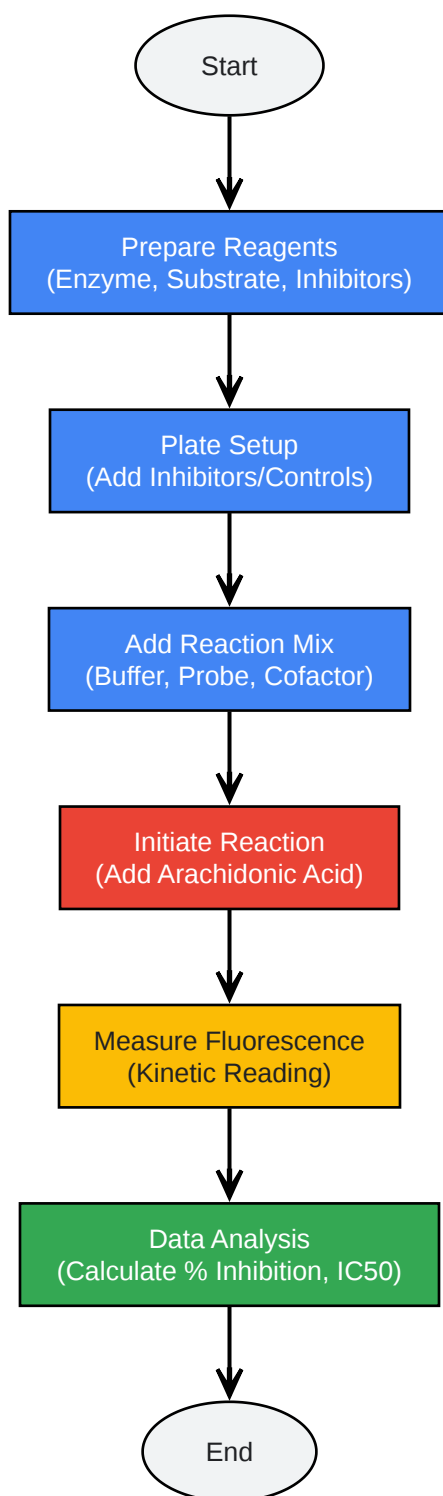 Start
Prepare Reagents
(Enzyme, Substrate, Inhibitors)
Plate Setup
(Add Inhibitors/Controls)
Add Reaction Mix
(Buffer, Probe, Cofactor)
Initiate Reaction
(Add Arachidonic Acid)
Measure Fluorescence
(Kinetic Reading)
Data Analysis
(Calculate % Inhibition, IC50)
End